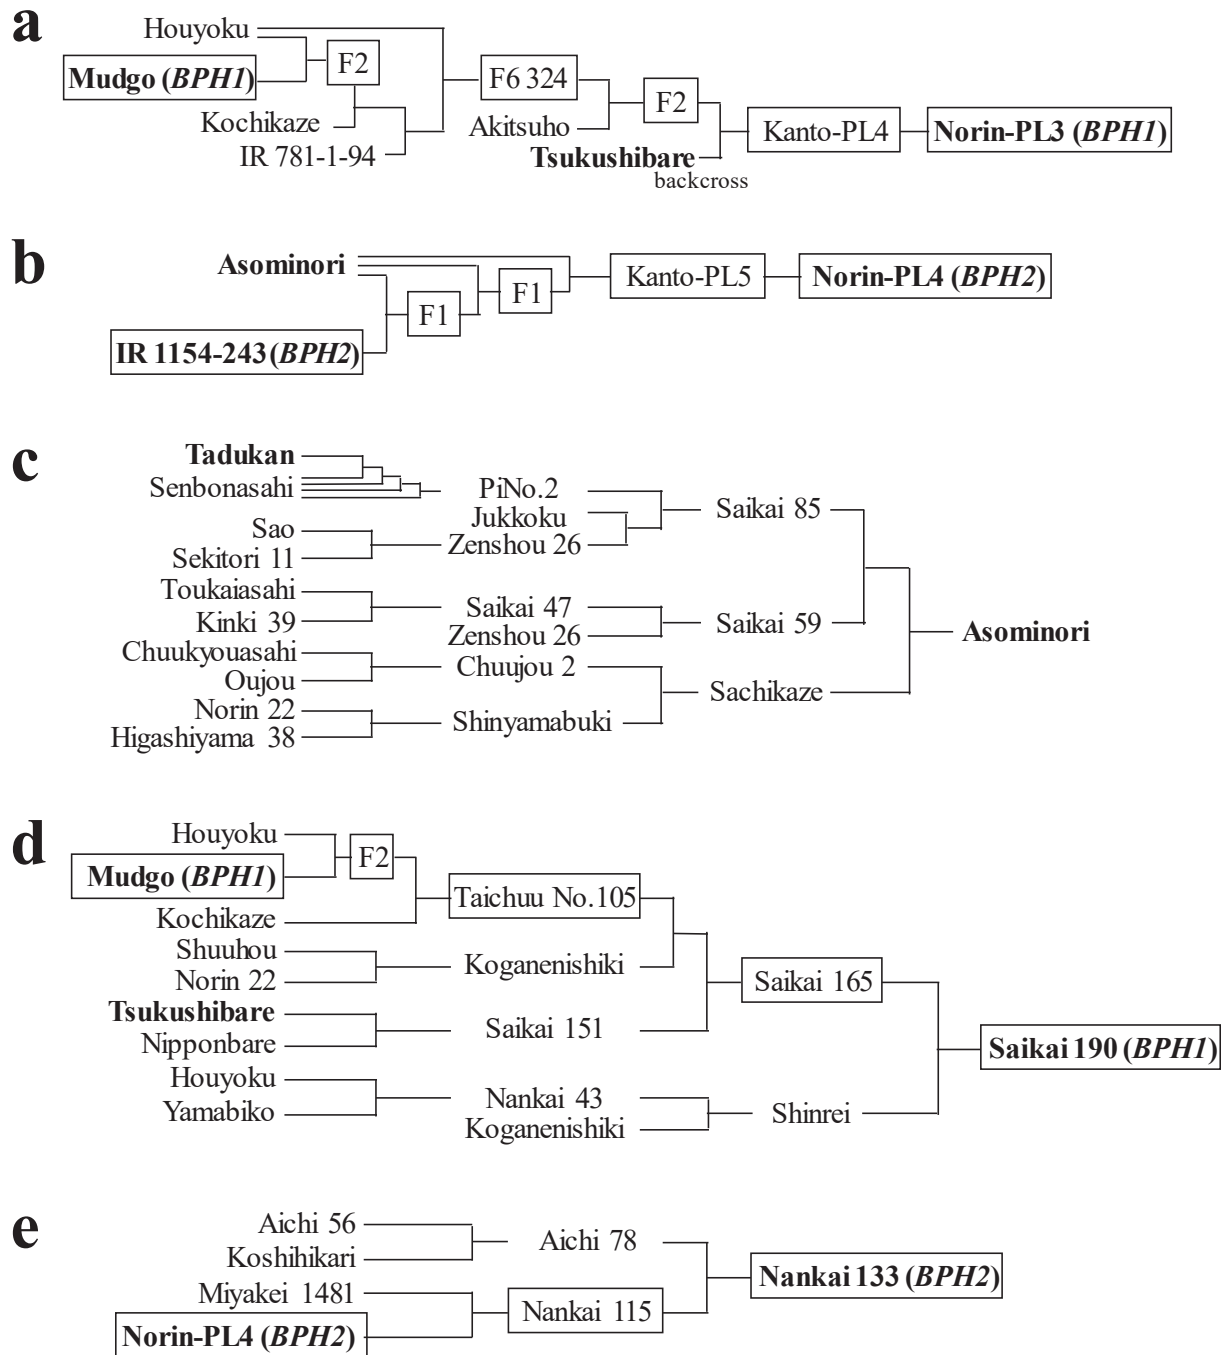 a
Houyoku
Mudgo (BPH1)
F2
Kochikaze
IR 781-1-94
F6 324
Akitsuho
F2
Tsukushibare
backcross
Kanto-PL4
Norin-PL3 (BPH1)
b
Asominori
F1
F1
IR 1154-243(BPH2)
Kanto-PL5
Norin-PL4 (BPH2)
c
Tadukan
Senbonasahi
PiNo.2
Jukkoku
Saikai 85
Sao
Sekitori 11
Zenshou 26
Toukaiasahi
Kinki 39
Saikai 47
Zenshou 26
Saikai 59
Asominori
Chuukyouasahi
Oujou
Chuujou 2
Sachikaze
Norin 22
Higashiyama 38
Shinyamabuki
d
Houyoku
Mudgo (BPH1)
F2
Kochikaze
Taichuu No.105
Shuuhou
Norin 22
Koganenishiki
Saikai 165
Tsukushibare
Nipponbare
Saikai 151
Saikai 190 (BPH1)
Houyoku
Yamabiko
Nankai 43
Koganenishiki
Shinrei
e
Aichi 56
Koshihikari
Aichi 78
Miyakei 1481
Norin-PL4 (BPH2)
Nankai 115
Nankai 133 (BPH2)